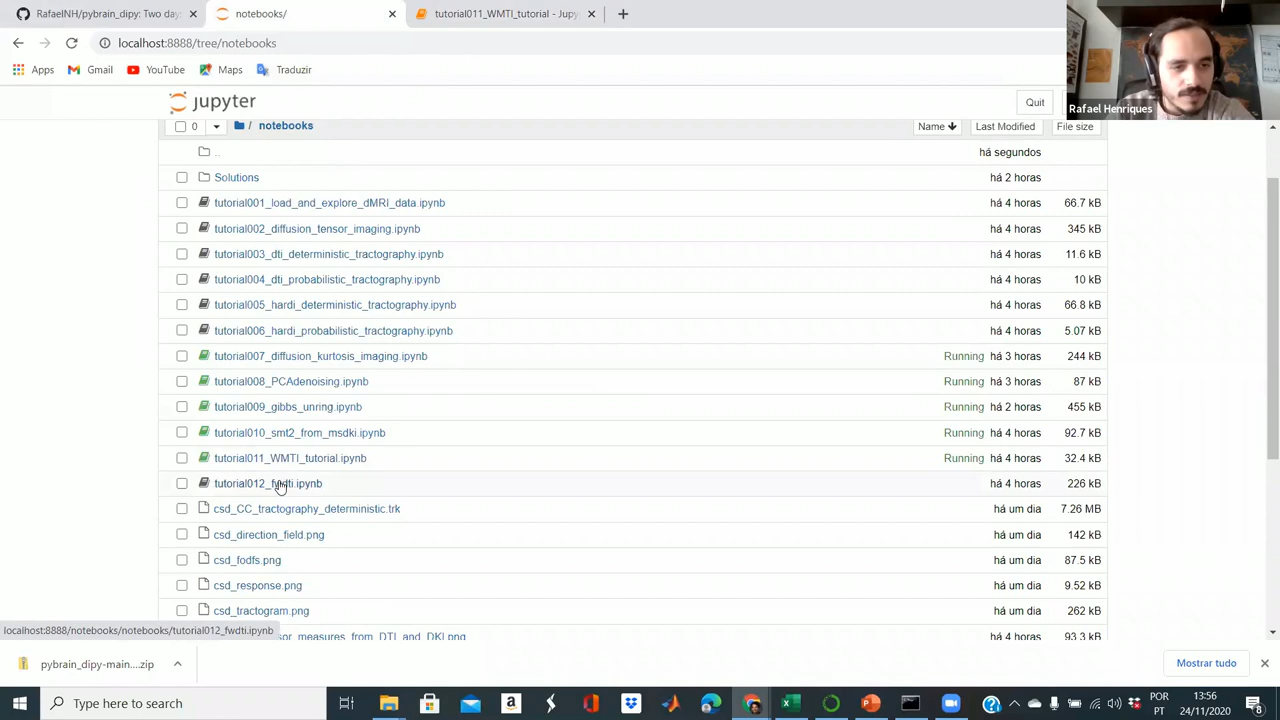 RafaelNH/pybrain_dipy: Two day
notebooks/
tutorial011_WMTI_tutorial - Jupy
localhost:8888/tree/notebooks
Apps
Gmail
YouTube
Maps
Traduzir
Rafael Henriques
jupyter
Quit
0
/ notebooks
Name
Last Modified
File size
..
há segundos
Solutions
há 2 horas
tutorial001_load_and_explore_dMRI_data.ipynb
há 4 horas
66.7 kB
tutorial002_diffusion_tensor_imaging.ipynb
há 4 horas
345 kB
tutorial003_dti_deterministic_tractography.ipynb
há 4 horas
11.6 kB
tutorial004_dti_probabilistic_tractography.ipynb
há 4 horas
10 kB
tutorial005_hardi_deterministic_tractography.ipynb
há 4 horas
66.8 kB
tutorial006_hardi_probabilistic_tractography.ipynb
há 4 horas
5.07 kB
tutorial007_diffusion_kurtosis_imaging.ipynb
Running
há 3 horas
244 kB
tutorial008_PCAdenoising.ipynb
Running
há 3 horas
87 kB
tutorial009_gibbs_unring.ipynb
Running
há 2 horas
455 kB
tutorial010_smt2_from_msdki.ipynb
Running
há 4 horas
92.7 kB
tutorial011_WMTI_tutorial.ipynb
Running
há 4 horas
32.4 kB
tutorial012_fwdti.ipynb
há 4 horas
226 kB
csd_CC_tractography_deterministic.trk
há um dia
7.26 MB
csd_direction_field.png
há um dia
142 kB
csd_fodfs.png
há um dia
87.5 kB
csd_response.png
há um dia
9.52 kB
csd_tractogram.png
há um dia
262 kB
localhost:8888/notebooks/notebooks/tutorial012_fwdti.ipynb
sor_measures_from_DTI_and_DKI.png
há 4 horas
93.3 kB
pybrain_dipy-main....zip
Mostrar tudo
Type here to search
POR
PT
13:56
24/11/2020
8